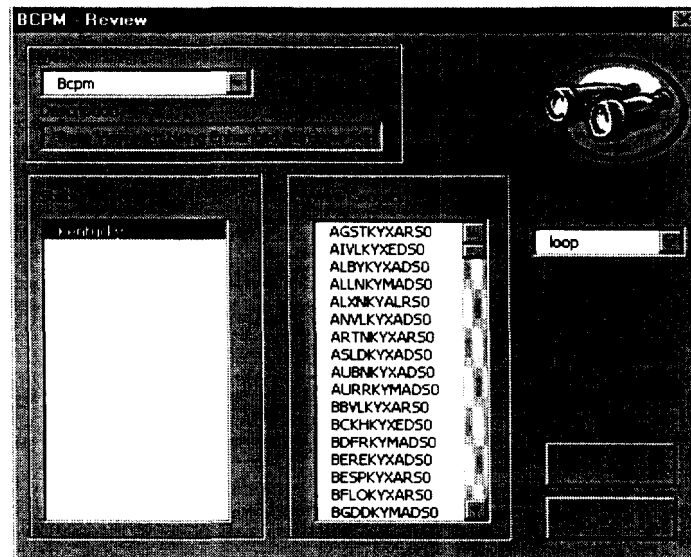 BCPM - Review
Bcpm
Kentucky
AGSTKYXARS0
AIVLKYXEDS0
ALBYKYXADS0
ALLNKYMADS0
ALXNKYALRS0
ANVLKYXADS0
ARTNKYXARS0
ASLDKYXADS0
AUBNKYXADS0
AURRKYMADS0
BBVLKYXARS0
BCKHKYXEDS0
BDFRKYMADS0
BEREKYXADS0
BESPKYXARS0
BFLOKYXARS0
BGDDKYMADS0
loop